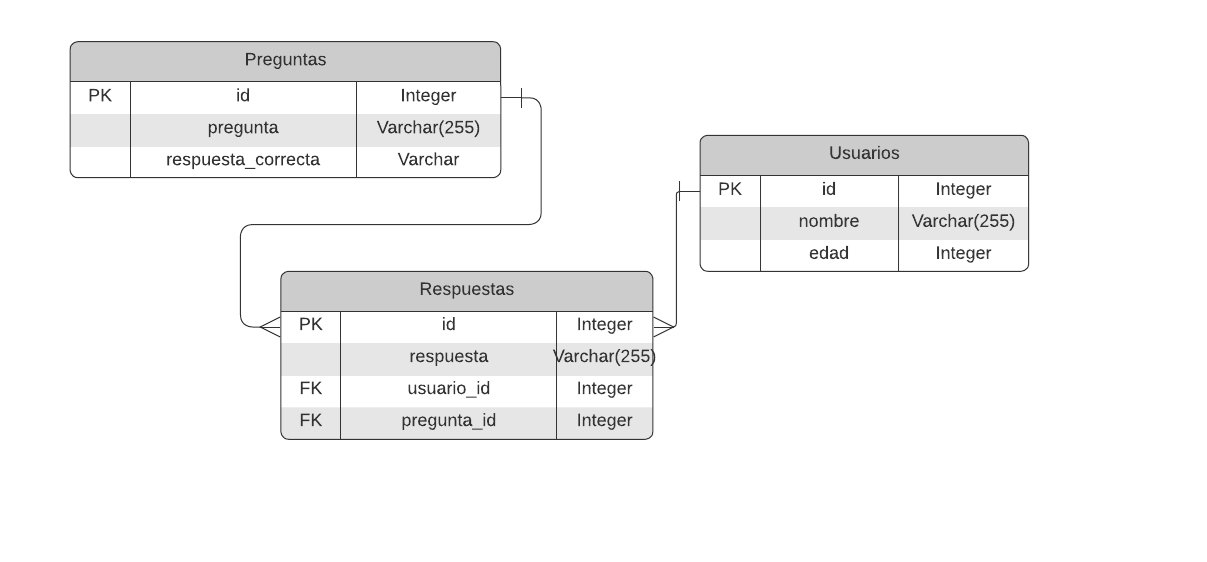 Preguntas
PK id Integer
pregunta Varchar(255)
respuesta_correcta Varchar
Usuarios
PK id Integer
nombre Varchar(255)
edad Integer
Respuestas
PK id Integer
respuesta Varchar(255)
FK usuario_id Integer
FK pregunta_id Integer